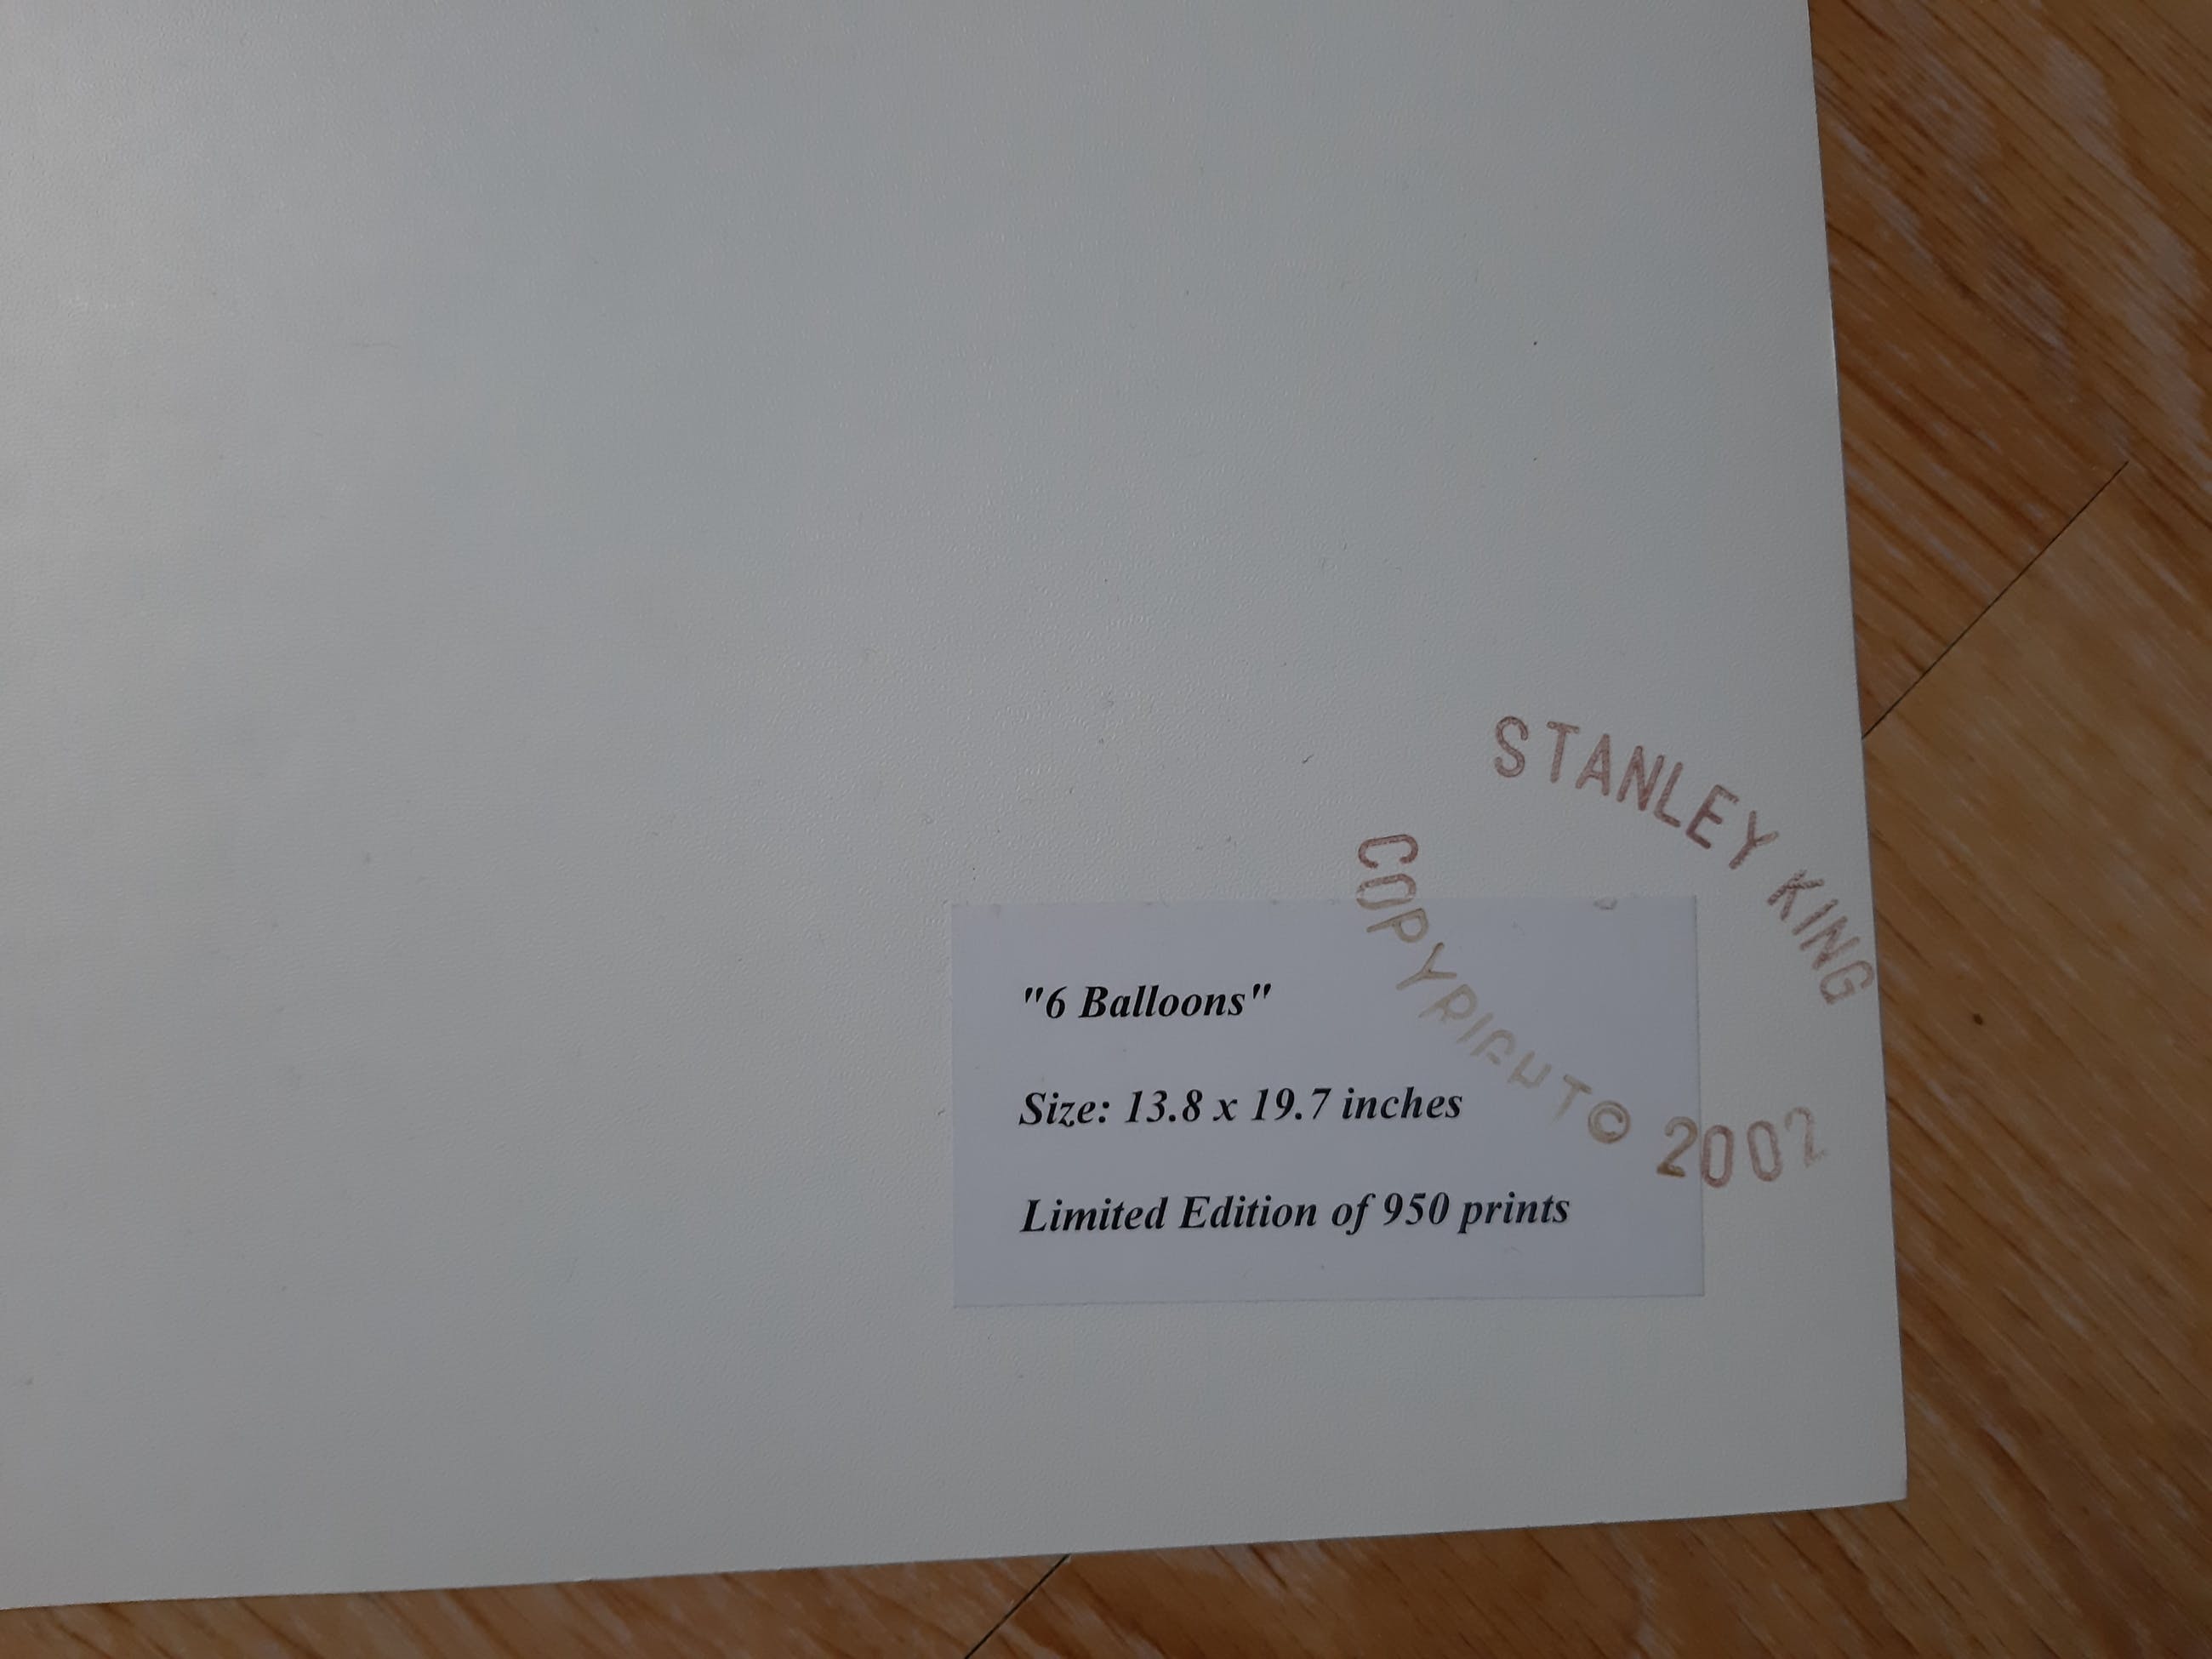 STANLEY KING
COPYRIGHT © 2002
"6 Balloons"
Size: 13.8 x 19.7 inches
Limited Edition of 950 prints